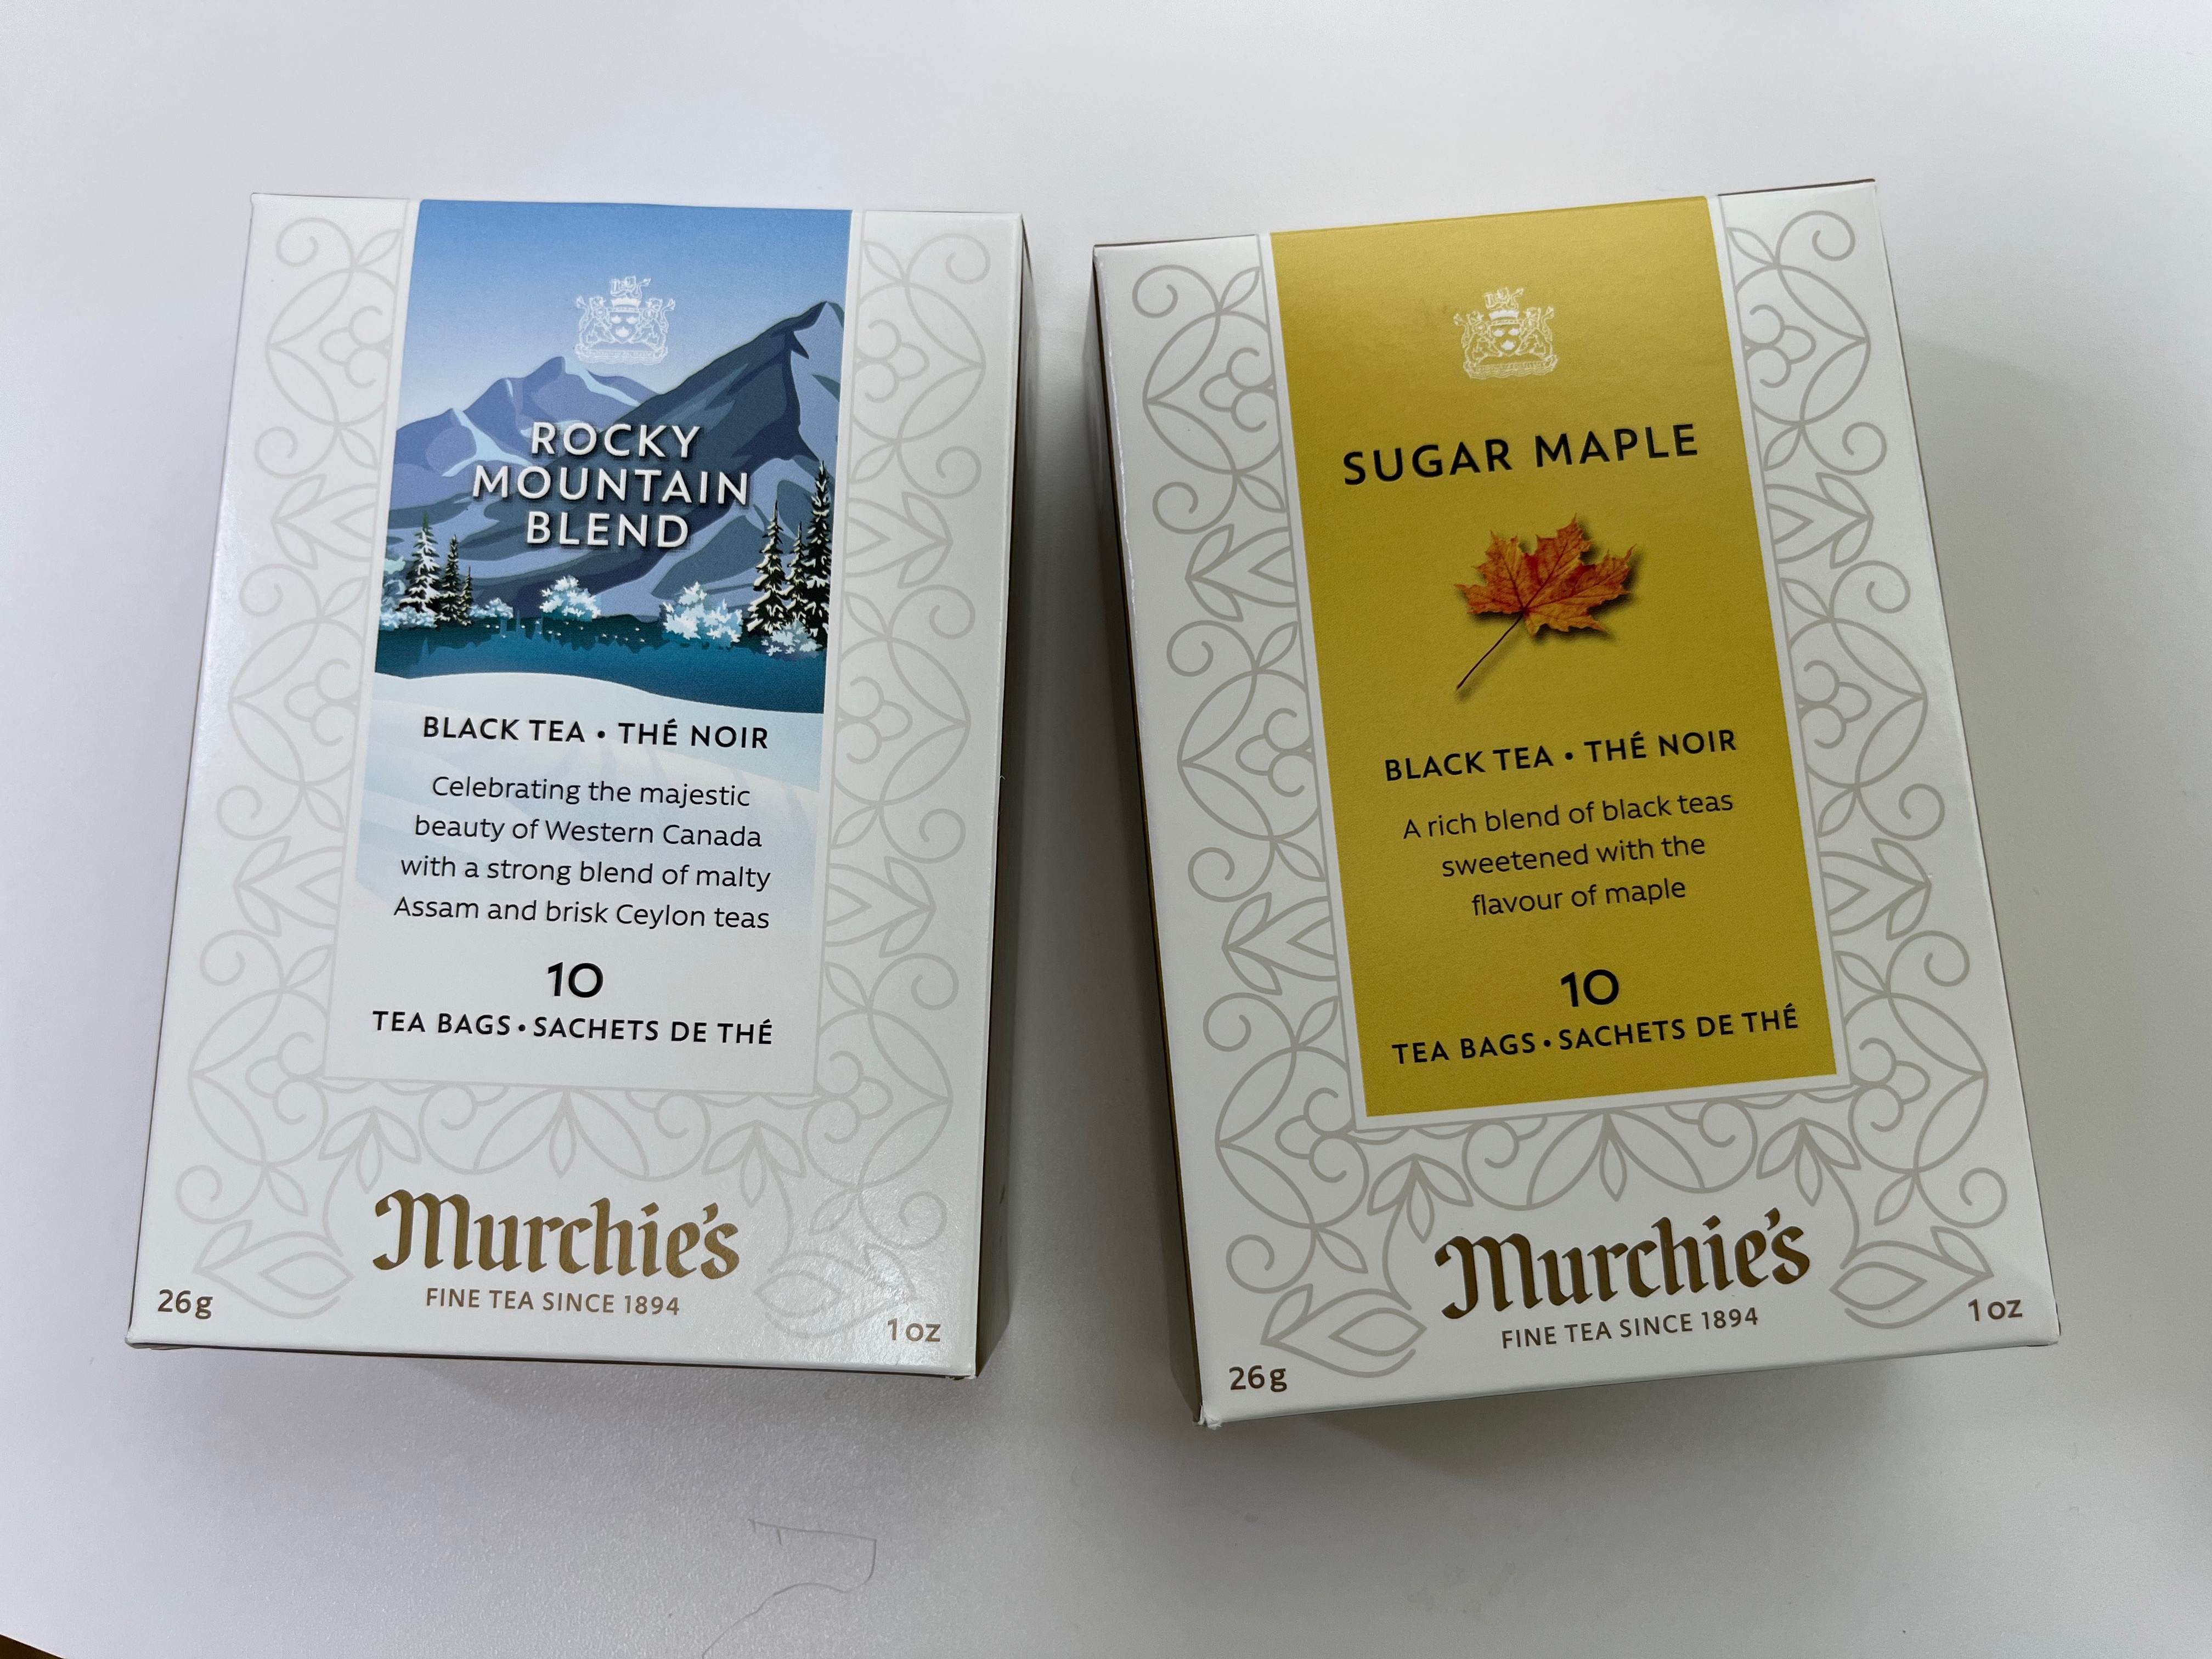 ROCKY
MOUNTAIN
BLEND
BLACK TEA • THÉ NOIR
Celebrating the majestic
beauty of Western Canada
with a strong blend of malty
Assam and brisk Ceylon teas
10
TEA BAGS • SACHETS DE THÉ
Murchie's
FINE TEA SINCE 1894
26g
1 oz
SUGAR MAPLE
BLACK TEA • THÉ NOIR
A rich blend of black teas
sweetened with the
flavour of maple
10
TEA BAGS • SACHETS DE THÉ
Murchie's
FINE TEA SINCE 1894
26g
1 oz